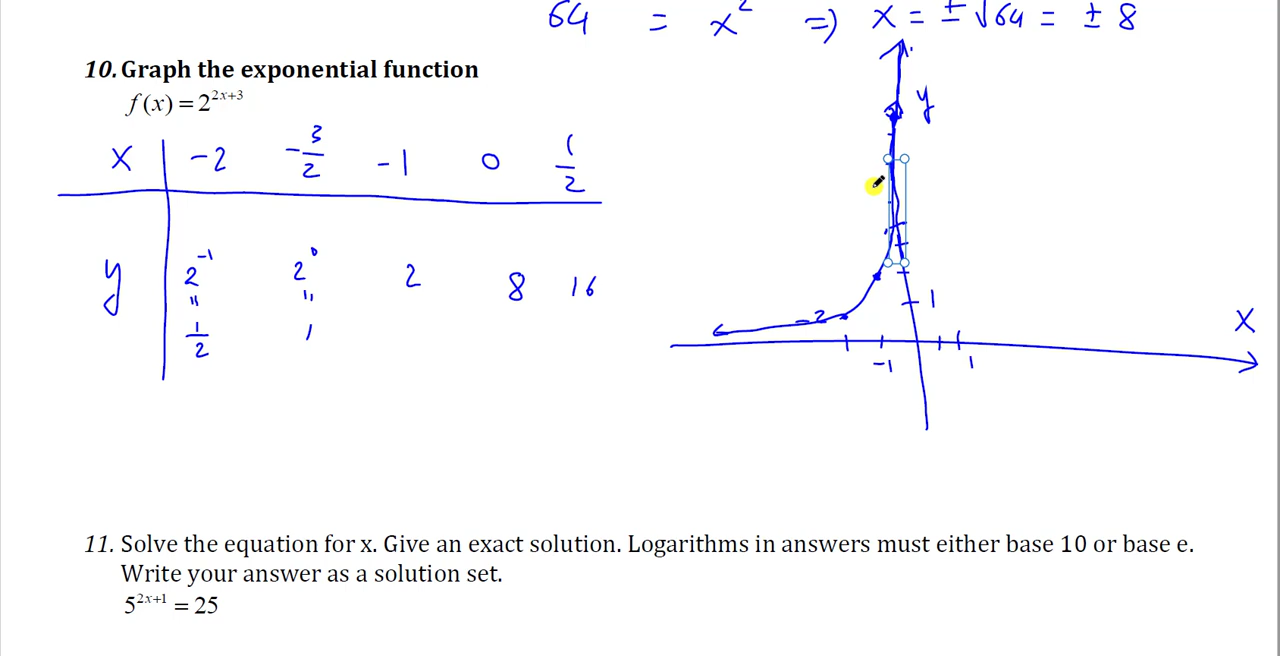 64 = x² ⇒ x = ± √64 = ± 8
10. Graph the exponential function
f(x) = 2^{2x+3}
y
x | -2 -3/2 -1 0 1/2
y | 2^{-1} 2^0 2 8 16
" "
1/2 1
-2
1
x
-1 1
11. Solve the equation for x. Give an exact solution. Logarithms in answers must either base 10 or base e.
Write your answer as a solution set.
5^{2x+1} = 25